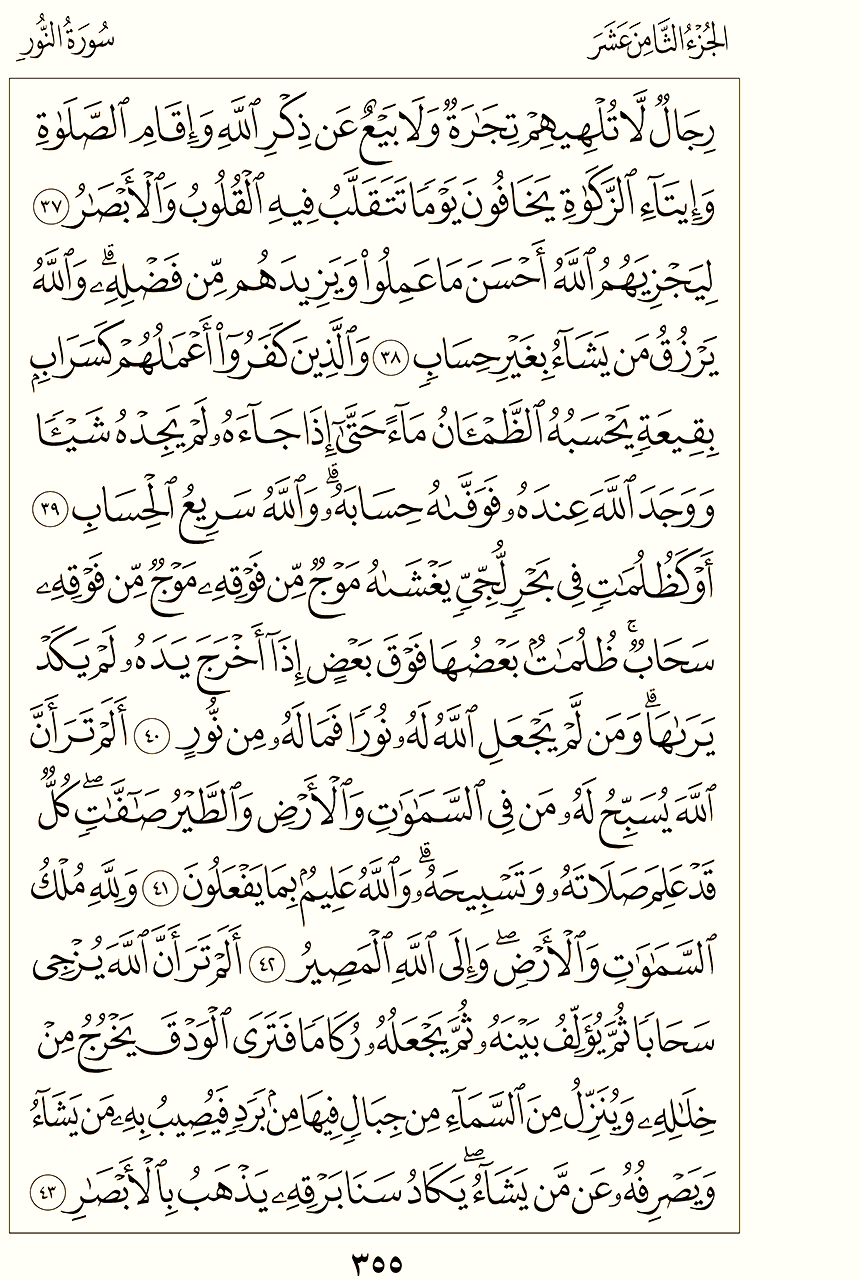 الجُزْءُ الثَّامِنَ عَشَرَ
سُورَةُ النُّورِ
رِجَالٌ لَّا تُلْهِيهِمْ تِجَٰرَةٌ وَلَا بَيْعٌ عَن ذِكْرِ ٱللَّهِ وَإِقَامِ ٱلصَّلَوٰةِ
وَإِيتَآءِ ٱلزَّكَوٰةِ يَخَافُونَ يَوْمًا تَتَقَلَّبُ فِيهِ ٱلْقُلُوبُ وَٱلْأَبْصَٰرُ ٣٧
لِيَجْزِيَهُمُ ٱللَّهُ أَحْسَنَ مَا عَمِلُوا۟ وَيَزِيدَهُم مِّن فَضْلِهِۦ ۗ وَٱللَّهُ
يَرْزُقُ مَن يَشَآءُ بِغَيْرِ حِسَابٍ ٣٨ وَٱلَّذِينَ كَفَرُوٓا۟ أَعْمَٰلُهُمْ كَسَرَابٍۭ
بِقِيعَةٍ يَحْسَبُهُ ٱلظَّمْـَٔانُ مَآءً حَتَّىٰٓ إِذَا جَآءَهُۥ لَمْ يَجِدْهُ شَيْـًٔا
وَوَجَدَ ٱللَّهَ عِندَهُۥ فَوَفَّىٰهُ حِسَابَهُۥ ۗ وَٱللَّهُ سَرِيعُ ٱلْحِسَابِ ٣٩
أَوْ كَظُلُمَٰتٍ فِى بَحْرٍ لُّجِّىٍّ يَغْشَىٰهُ مَوْجٌ مِّن فَوْقِهِۦ مَوْجٌ مِّن فَوْقِهِۦ
سَحَابٌ ۚ ظُلُمَٰتٌۢ بَعْضُهَا فَوْقَ بَعْضٍ إِذَآ أَخْرَجَ يَدَهُۥ لَمْ يَكَدْ
يَرَىٰهَا ۗ وَمَن لَّمْ يَجْعَلِ ٱللَّهُ لَهُۥ نُورًا فَمَا لَهُۥ مِن نُّورٍ ٤٠ أَلَمْ تَرَ أَنَّ
ٱللَّهَ يُسَبِّحُ لَهُۥ مَن فِى ٱلسَّمَٰوَٰتِ وَٱلْأَرْضِ وَٱلطَّيْرُ صَٰٓفَّٰتٍ ۖ كُلٌّ
قَدْ عَلِمَ صَلَاتَهُۥ وَتَسْبِيحَهُۥ ۗ وَٱللَّهُ عَلِيمٌۢ بِمَا يَفْعَلُونَ ٤١ وَلِلَّهِ مُلْكُ
ٱلسَّمَٰوَٰتِ وَٱلْأَرْضِ ۖ وَإِلَى ٱللَّهِ ٱلْمَصِيرُ ٤٢ أَلَمْ تَرَ أَنَّ ٱللَّهَ يُزْجِى
سَحَابًا ثُمَّ يُؤَلِّفُ بَيْنَهُۥ ثُمَّ يَجْعَلُهُۥ رُكَامًا فَتَرَى ٱلْوَدْقَ يَخْرُجُ مِنْ
خِلَٰلِهِۦ وَيُنَزِّلُ مِنَ ٱلسَّمَآءِ مِن جِبَالٍ فِيهَا مِنۢ بَرَدٍ فَيُصِيبُ بِهِۦ مَن يَشَآءُ
وَيَصْرِفُهُۥ عَن مَّن يَشَآءُ ۖ يَكَادُ سَنَا بَرْقِهِۦ يَذْهَبُ بِٱلْأَبْصَٰرِ ٤٣
٣٥٥